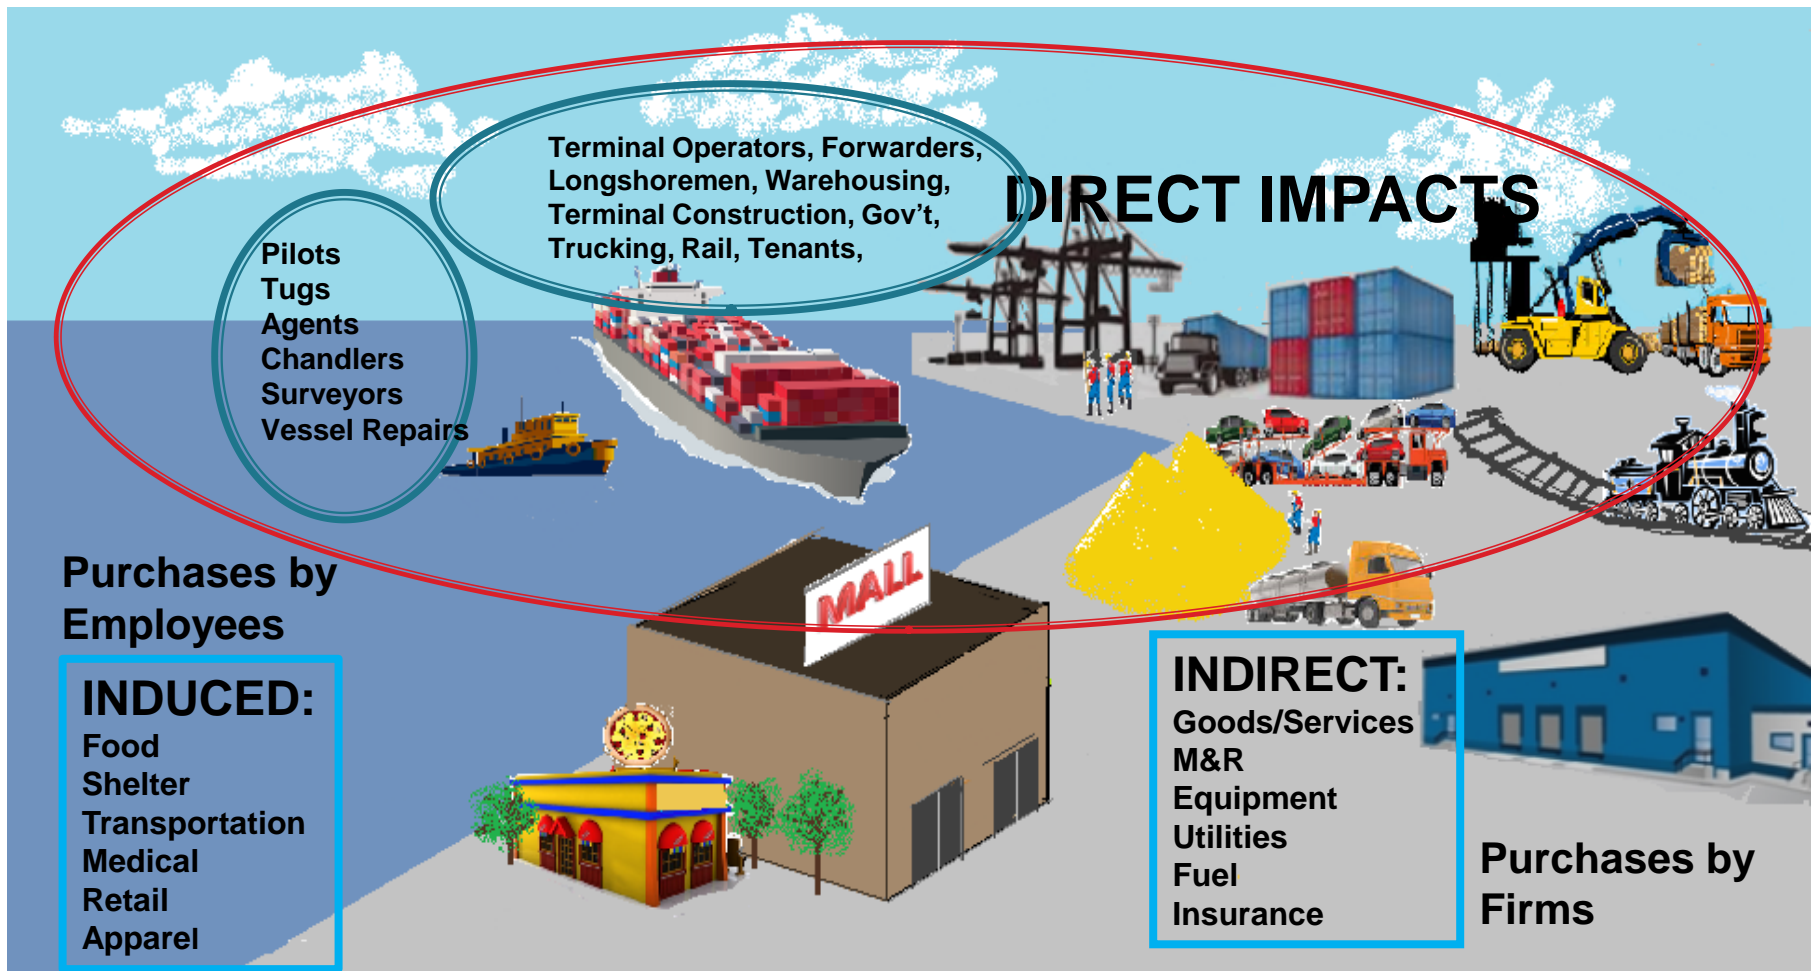 Terminal Operators, Forwarders,
Longshoremen, Warehousing,
Terminal Construction, Gov’t,
Trucking, Rail, Tenants,
DIRECT IMPACTS
Pilots
Tugs
Agents
Chandlers
Surveyors
Vessel Repairs
Purchases by
Employees
INDUCED:
Food
Shelter
Transportation
Medical
Retail
Apparel
MALL
INDIRECT:
Goods/Services
M&R
Equipment
Utilities
Fuel
Insurance
Purchases by
Firms